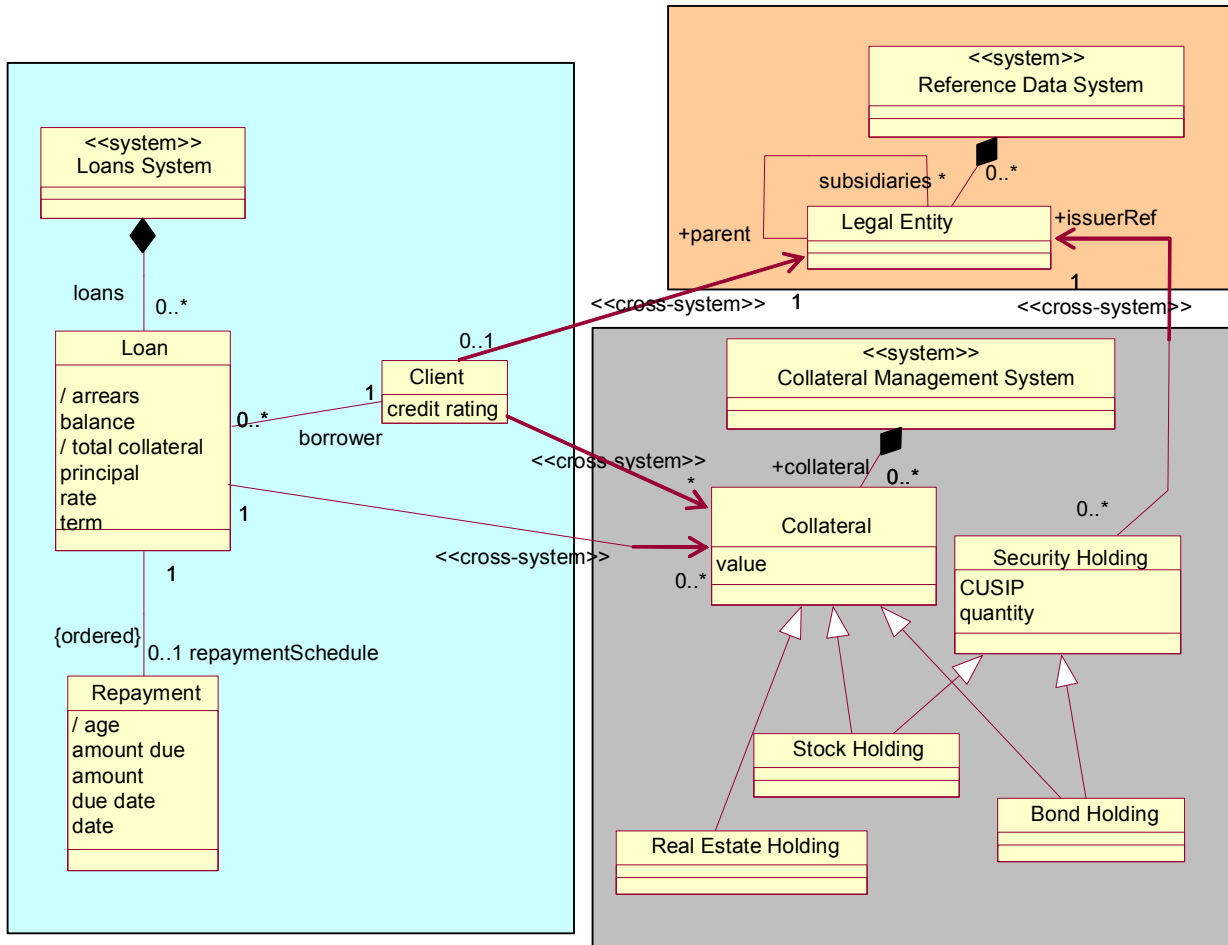 <<system>>
Loans System
loans
0..*
Loan
/ arrears
balance
/ total collateral
principal
rate
term
1
0..*
borrower
1
0..1
Client
credit rating
1
{ordered}
0..1 repaymentSchedule
Repayment
/ age
amount due
amount
due date
date
<<system>>
Reference Data System
0..*
subsidiaries *
+parent
Legal Entity
+issuerRef
1
1
<<cross-system>>
<<cross-system>>
<<cross-system>>
*
<<cross-system>>
0..*
<<system>>
Collateral Management System
+collateral
0..*
Collateral
value
0..*
Security Holding
CUSIP
quantity
Stock Holding
Bond Holding
Real Estate Holding